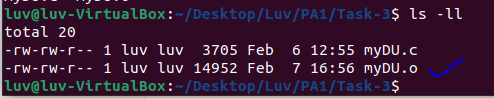 luv@luv-VirtualBox:~/Desktop/Luv/PA1/Task-3$ ls -ll
total 20
-rw-rw-r-- 1 luv luv  3705 Feb  6 12:55 myDU.c
-rw-rw-r-- 1 luv luv 14952 Feb  7 16:56 myDU.o
luv@luv-VirtualBox:~/Desktop/Luv/PA1/Task-3$